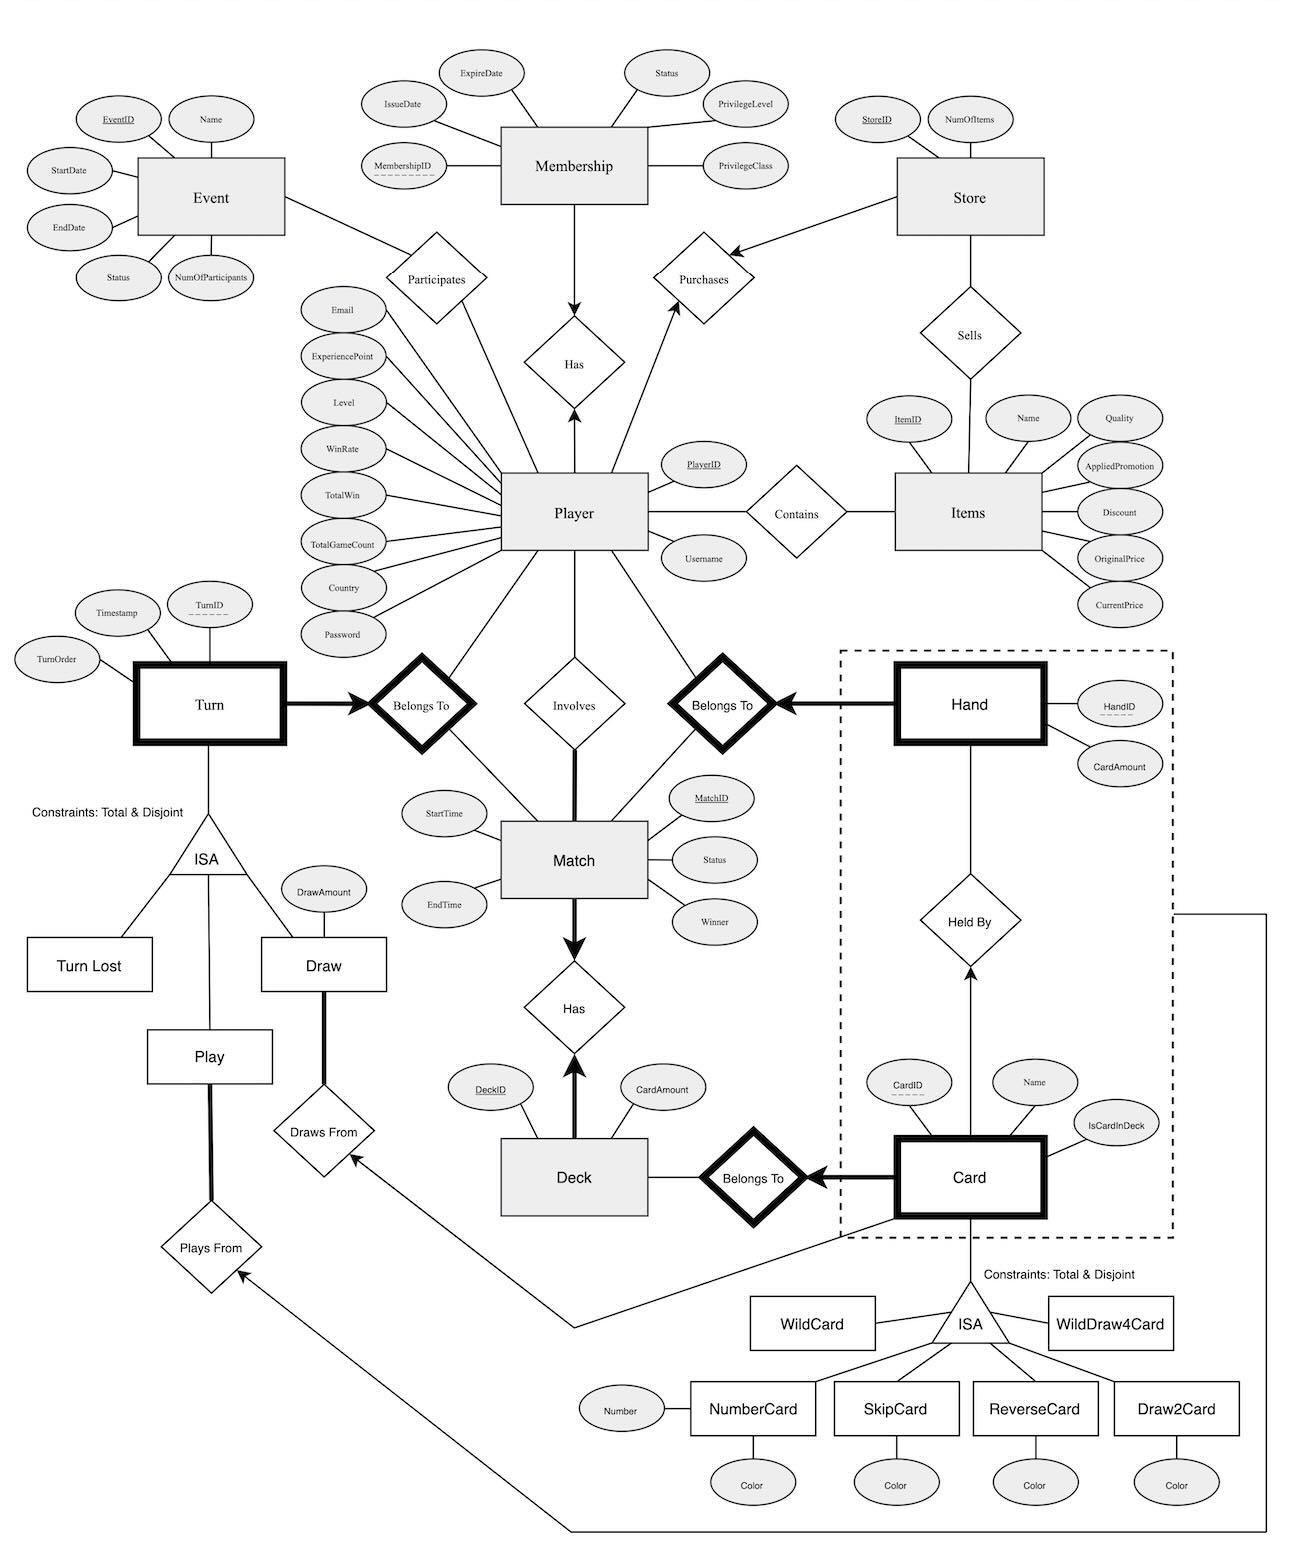 ExpireDate
Status
IssueDate
PrivilegeLevel
EventID
Name
StoreID
NumOfItems
MembershipID
Membership
PrivilegeClass
StartDate
Event
Store
EndDate
Status
NumOfParticipants
Participates
Purchases
Email
Sells
ExperiencePoint
Has
Level
ItemID
Name
Quality
WinRate
PlayerID
AppliedPromotion
TotalWin
Player
Contains
Items
Discount
TotalGameCount
Username
OriginalPrice
Country
CurrentPrice
Timestamp
TurnID
Password
TurnOrder
Turn
Belongs To
Involves
Belongs To
Hand
HandID
CardAmount
Constraints: Total & Disjoint
StartTime
MatchID
ISA
Match
Status
DrawAmount
EndTime
Winner
Held By
Turn Lost
Draw
Has
Play
DeckID
CardAmount
CardID
Name
IsCardInDeck
Draws From
Deck
Belongs To
Card
Plays From
Constraints: Total & Disjoint
WildCard
ISA
WildDraw4Card
Number
NumberCard
SkipCard
ReverseCard
Draw2Card
Color
Color
Color
Color